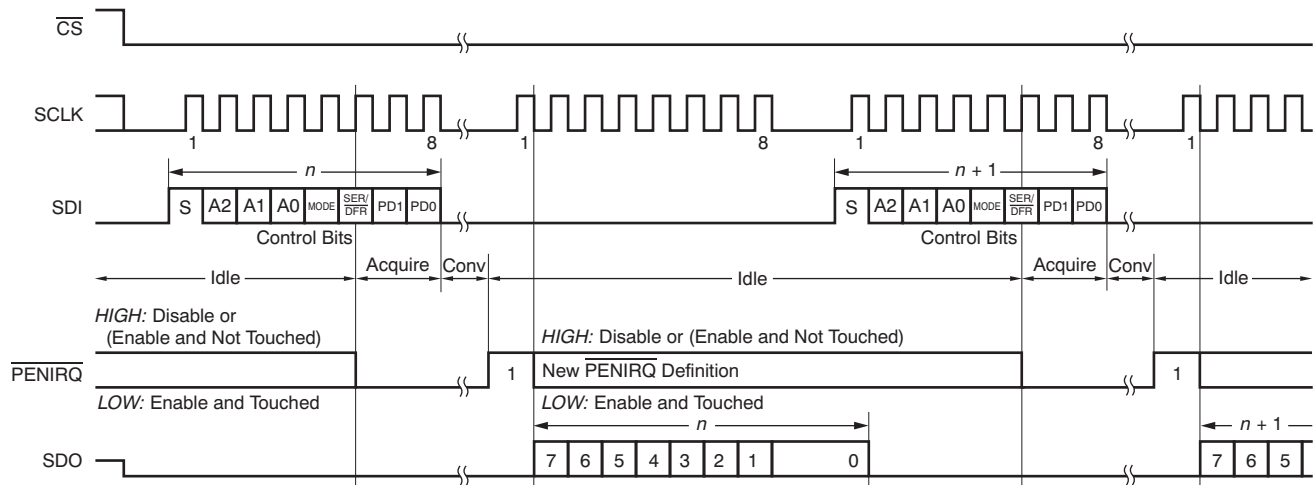 CS
SCLK
1 8 1 8 1 8 1
n n + 1
SDI S A2 A1 A0 MODE SER/DFR PD1 PD0 S A2 A1 A0 MODE SER/DFR PD1 PD0
Control Bits Control Bits
Idle Acquire Conv Idle Acquire Conv Idle
HIGH: Disable or
(Enable and Not Touched)
HIGH: Disable or (Enable and Not Touched)
PENIRQ 1 New PENIRQ Definition 1
LOW: Enable and Touched LOW: Enable and Touched
n n + 1
SDO 7 6 5 4 3 2 1 0 7 6 5